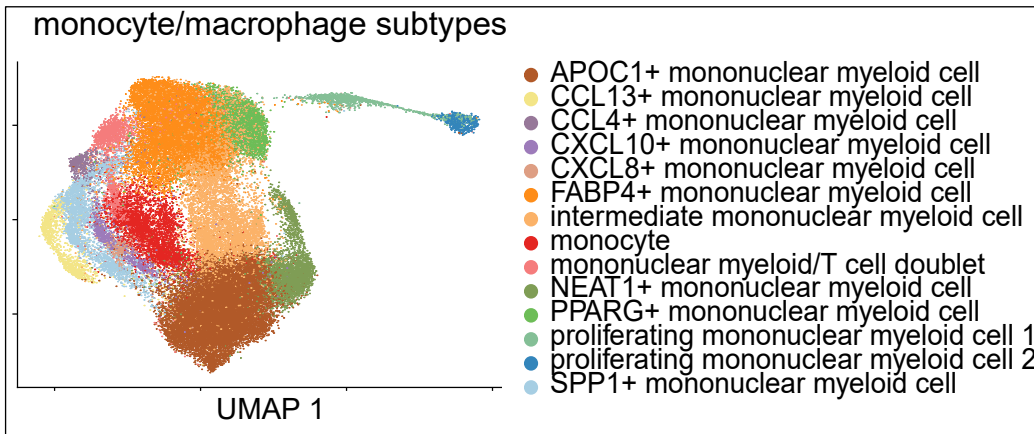 monocyte/macrophage subtypes
APOC1+ mononuclear myeloid cell
CCL13+ mononuclear myeloid cell
CCL4+ mononuclear myeloid cell
CXCL10+ mononuclear myeloid cell
CXCL8+ mononuclear myeloid cell
FABP4+ mononuclear myeloid cell
intermediate mononuclear myeloid cell
monocyte
mononuclear myeloid/T cell doublet
NEAT1+ mononuclear myeloid cell
PPARG+ mononuclear myeloid cell
proliferating mononuclear myeloid cell 1
proliferating mononuclear myeloid cell 2
SPP1+ mononuclear myeloid cell
UMAP 1